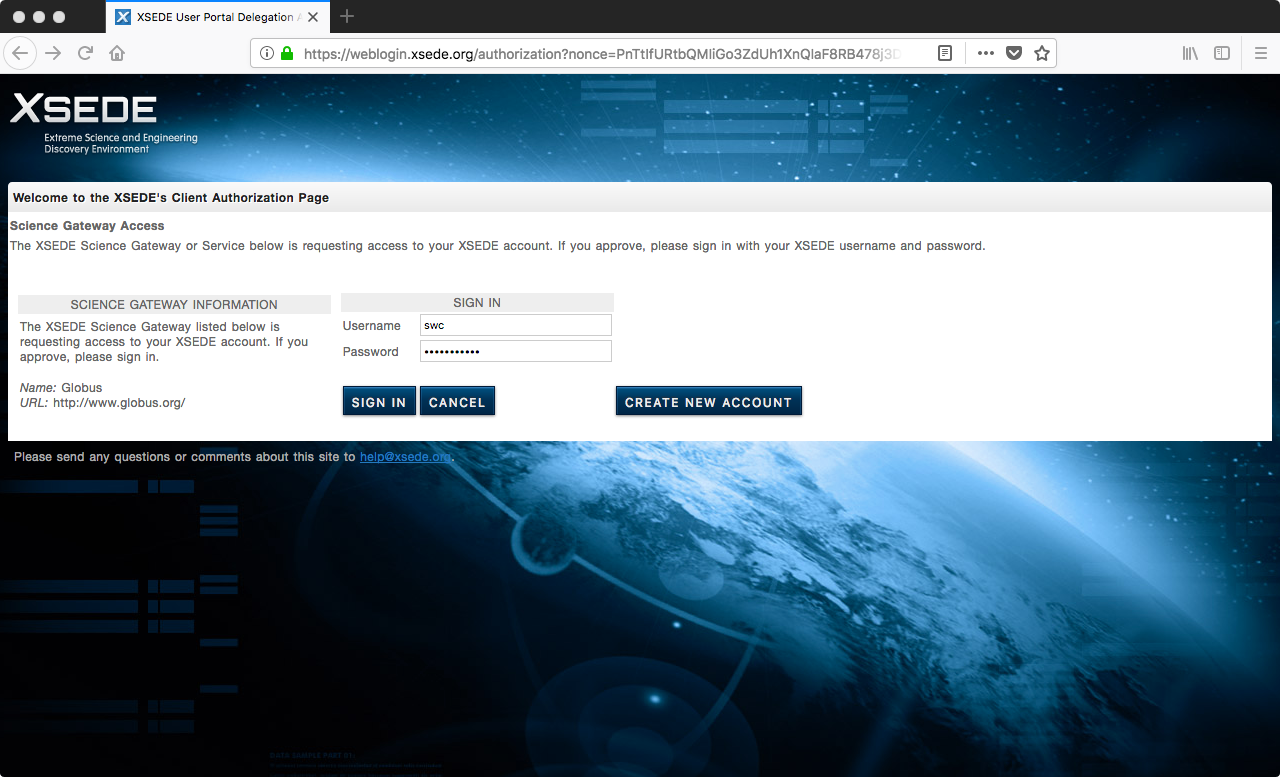 XSEDE User Portal Delegation A
https://weblogin.xsede.org/authorization?nonce=PnTtIfURtbQMIiGo3ZdUh1XnQIaF8RB478j3D
XSEDE
Extreme Science and Engineering
Discovery Environment
Welcome to the XSEDE's Client Authorization Page
Science Gateway Access
The XSEDE Science Gateway or Service below is requesting access to your XSEDE account. If you approve, please sign in with your XSEDE username and password.
SCIENCE GATEWAY INFORMATION
The XSEDE Science Gateway listed below is
requesting access to your XSEDE account. If you
approve, please sign in.
Name: Globus
URL: http://www.globus.org/
SIGN IN
Username swc
Password •••••••••••
SIGN IN CANCEL CREATE NEW ACCOUNT
Please send any questions or comments about this site to help@xsede.org.